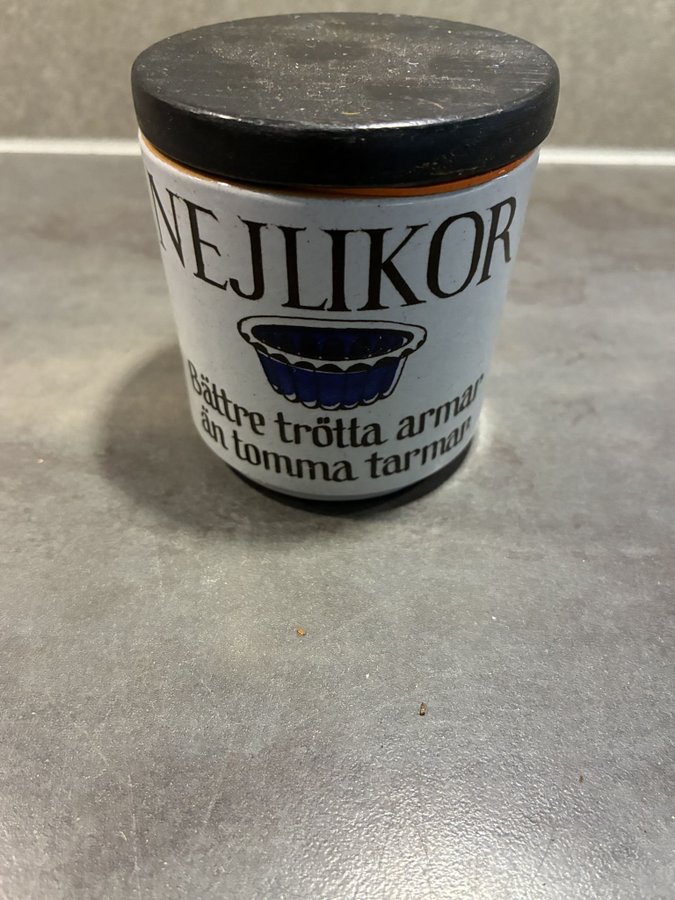 NEJLIKOR
Bättre trötta armar
än tomma tarmar